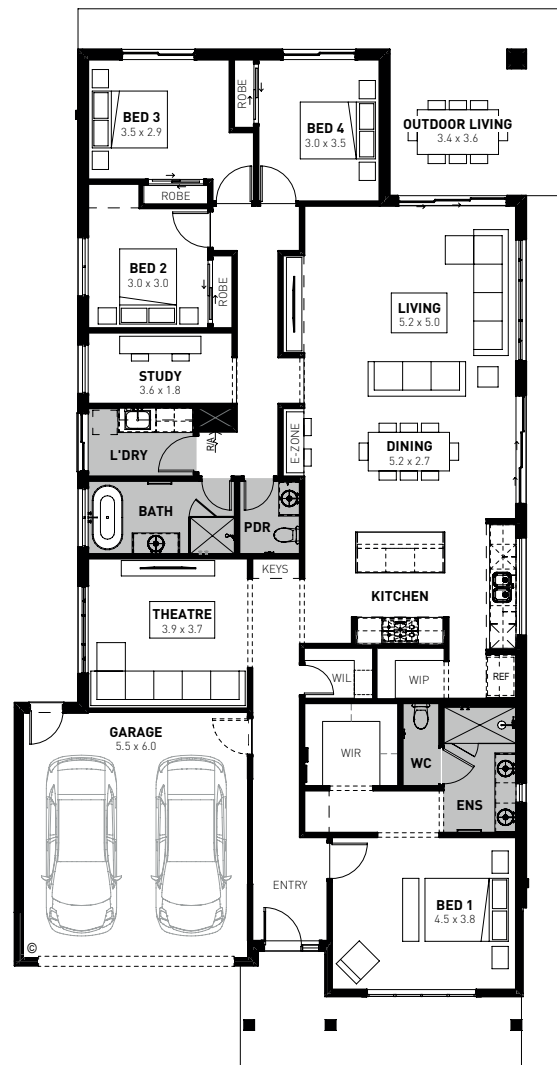 BED 3
3.5 x 2.9
ROBE
BED 4
3.0 x 3.5
OUTDOOR LIVING
3.4 x 3.6
ROBE
BED 2
3.0 x 3.0
ROBE
LIVING
5.2 x 5.0
STUDY
3.6 x 1.8
L'DRY
R/A
E-ZONE
DINING
5.2 x 2.7
BATH
PDR
KEYS
KITCHEN
THEATRE
3.9 x 3.7
WIL
WIP
REF
GARAGE
5.5 x 6.0
WIR
WC
ENS
ENTRY
BED 1
4.5 x 3.8
©